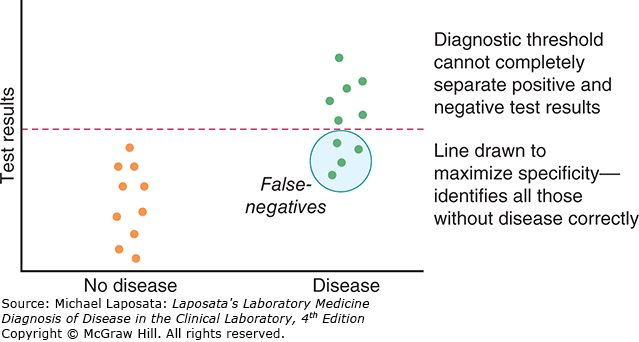 Diagnostic threshold
cannot completely
separate positive and
negative test results
Test results
Line drawn to
maximize specificity—
identifies all those
without disease correctly
False-
negatives
No disease
Disease
Source: Michael Laposata: Laposata's Laboratory Medicine
Diagnosis of Disease in the Clinical Laboratory, 4th Edition
Copyright © McGraw Hill. All rights reserved.